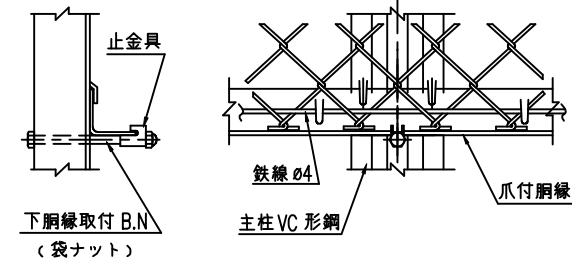 止金具
下胴縁取付 B.N
(袋ナット)
鉄線 ø4
主柱 VC 形鋼
爪付胴縁